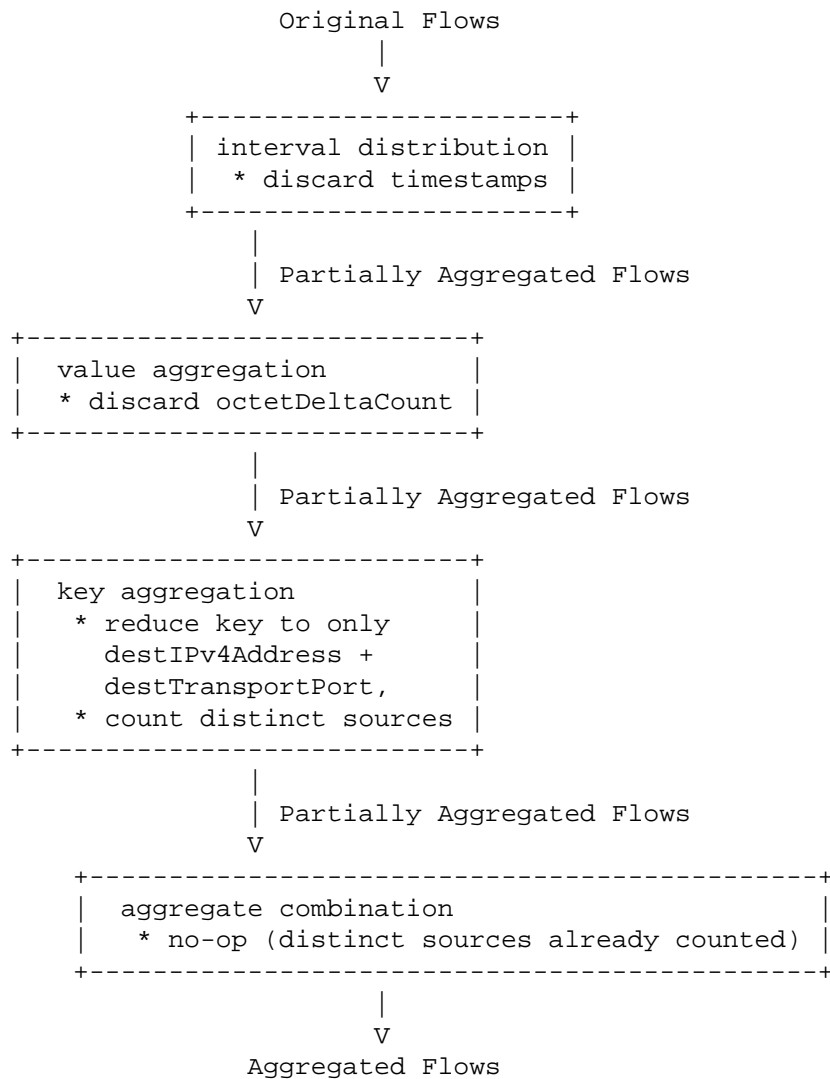 Original Flows
|
V
+-----------------------+
| interval distribution |
|  * discard timestamps |
+-----------------------+
|
| Partially Aggregated Flows
V
+----------------------------+
|  value aggregation         |
|  * discard octetDeltaCount |
+----------------------------+
|
| Partially Aggregated Flows
V
+----------------------------+
|  key aggregation           |
|   * reduce key to only     |
|     destIPv4Address +      |
|     destTransportPort,     |
|   * count distinct sources |
+----------------------------+
|
| Partially Aggregated Flows
V
+----------------------------------------------+
|  aggregate combination                       |
|   * no-op (distinct sources already counted) |
+----------------------------------------------+
|
V
Aggregated Flows